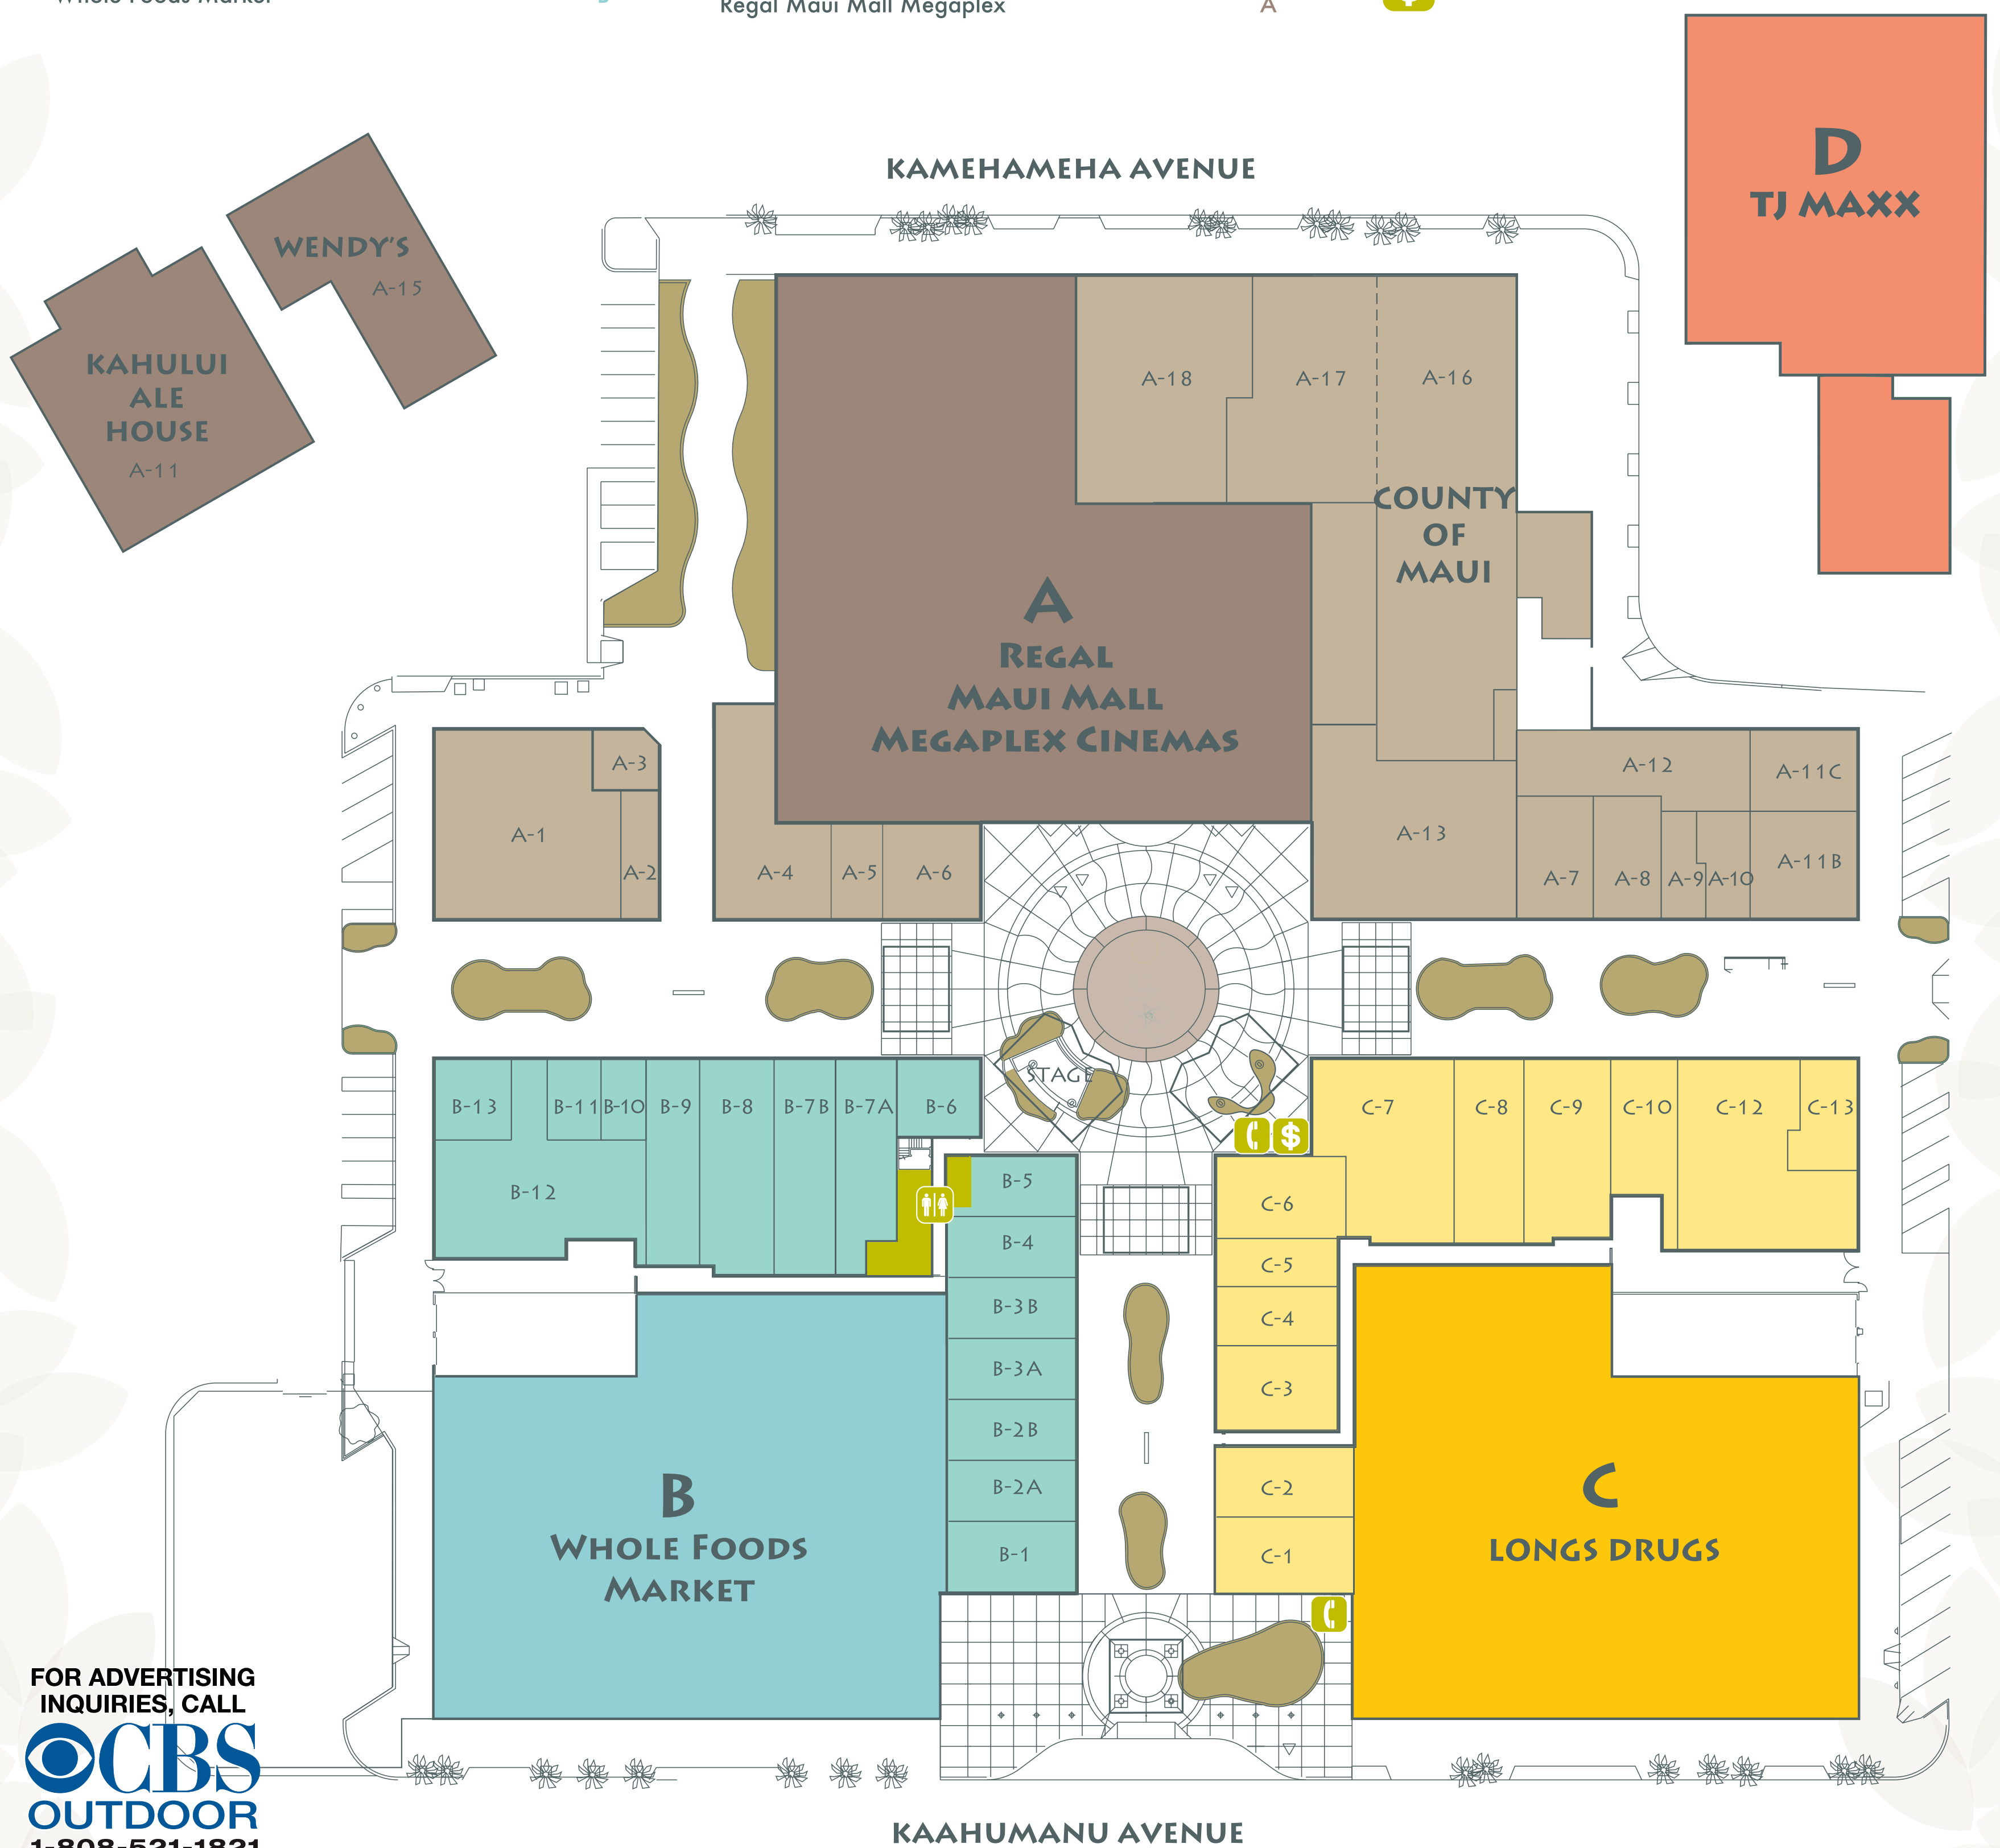 Whole Foods Market
Regal Maui Mall Megaplex
A
D
TJ MAXX
KAMEHAMEHA AVENUE
WENDY'S
A-15
KAHULUI
ALE
HOUSE
A-11
A-18
A-17
A-16
COUNTY
OF
MAUI
A
REGAL
MAUI MALL
MEGAPLEX CINEMAS
A-3
A-1
A-2
A-4
A-5
A-6
A-13
A-12
A-11C
A-7
A-8
A-9
A-10
A-11B
STAGE
B-13
B-11
B-10
B-9
B-8
B-7B
B-7A
B-6
B-12
B-5
B-4
B-3B
B-3A
B-2B
B-2A
B-1
$
C-7
C-8
C-9
C-10
C-12
C-13
C-6
C-5
C-4
C-3
C-2
C-1
B
WHOLE FOODS
MARKET
C
LONGS DRUGS
FOR ADVERTISING
INQUIRIES, CALL
CBS
OUTDOOR
1-808-521-1821
KAAHUMANU AVENUE